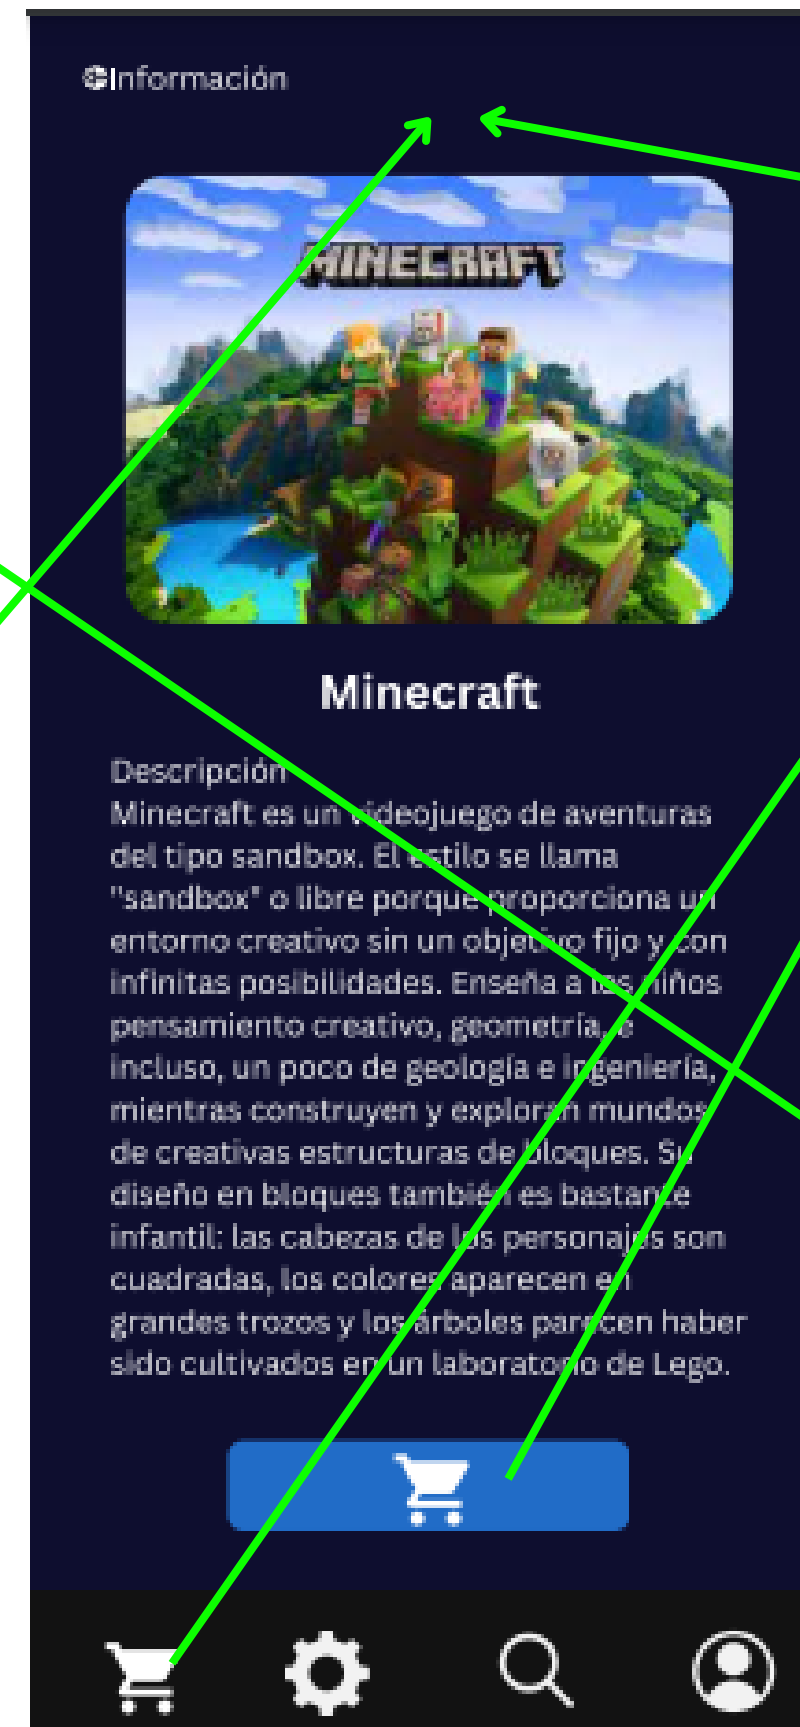 Información
MINECRAFT
Minecraft
Descripción
Minecraft es un videojuego de aventuras
del tipo sandbox. El estilo se llama
"sandbox" o libre porque proporciona un
entorno creativo sin un objetivo fijo y con
infinitas posibilidades. Enseña a los niños
pensamiento creativo, geometría, e
incluso, un poco de geología e ingeniería,
mientras construyen y exploran mundos
de creativas estructuras de bloques. Su
diseño en bloques también es bastante
infantil: las cabezas de los personajes son
cuadradas, los colores aparecen en
grandes trozos y los árboles parecen haber
sido cultivados en un laboratorio de Lego.